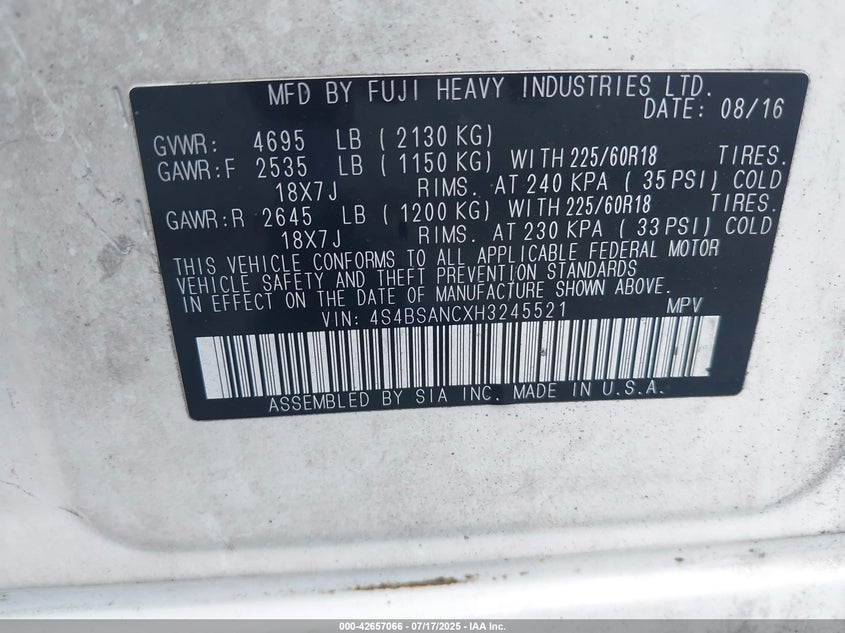 MFD BY FUJI HEAVY INDUSTRIES LTD.
DATE: 08/16
GVWR: 4695 LB ( 2130 KG)
GAWR:F 2535 LB ( 1150 KG) WITH 225/60R18 TIRES.
18X7J RIMS. AT 240 KPA ( 35 PSI) COLD
GAWR:R 2645 LB ( 1200 KG) WITH 225/60R18 TIRES.
18X7J RIMS. AT 230 KPA ( 33 PSI) COLD
THIS VEHICLE CONFORMS TO ALL APPLICABLE FEDERAL MOTOR
VEHICLE SAFETY AND THEFT PREVENTION STANDARDS
IN EFFECT ON THE DATE OF MANUFACTURE SHOWN ABOVE.
VIN: 4S4BSANCXH3245521 MPV
ASSEMBLED BY SIA INC. MADE IN U.S.A.
000-42657066 - 07/17/2025 - IAA Inc.